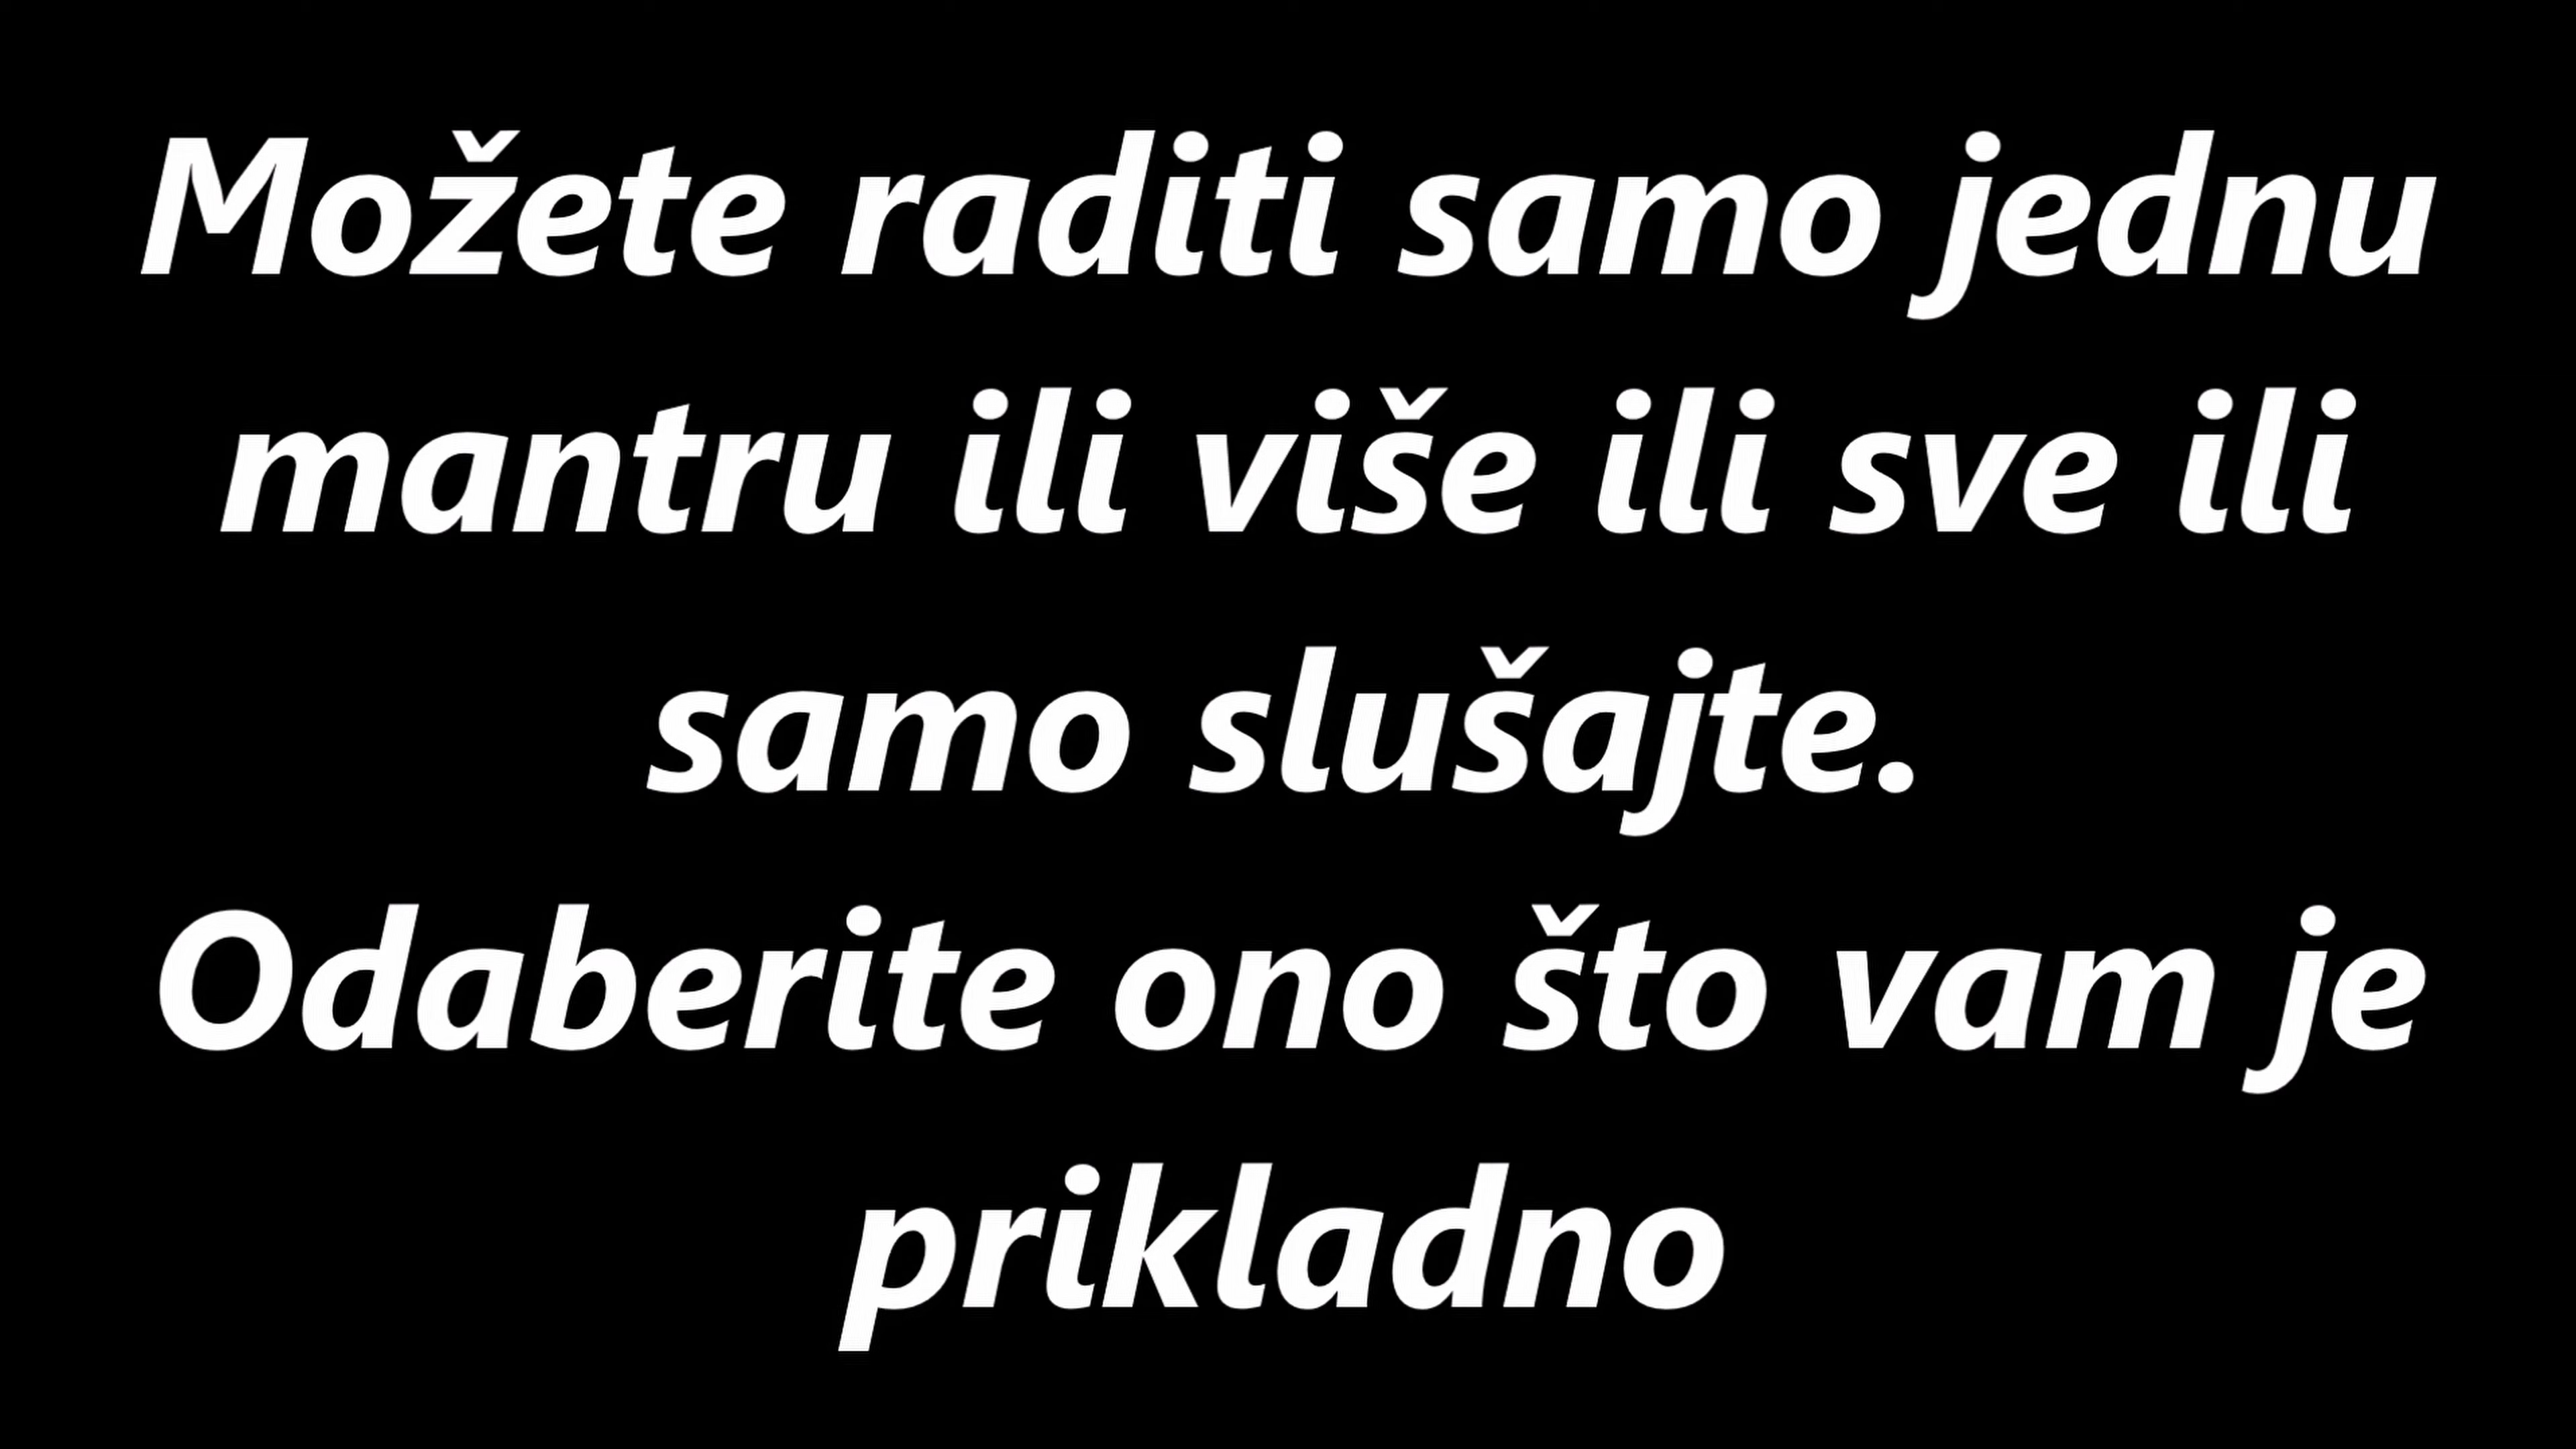 Možete raditi samo jednu
mantru ili više ili sve ili
samo slušajte.
Odaberite ono što vam je
prikladno